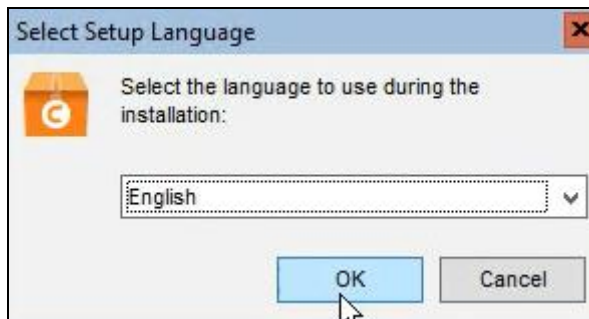 Select Setup Language
Select the language to use during the
installation:
English
OK
Cancel